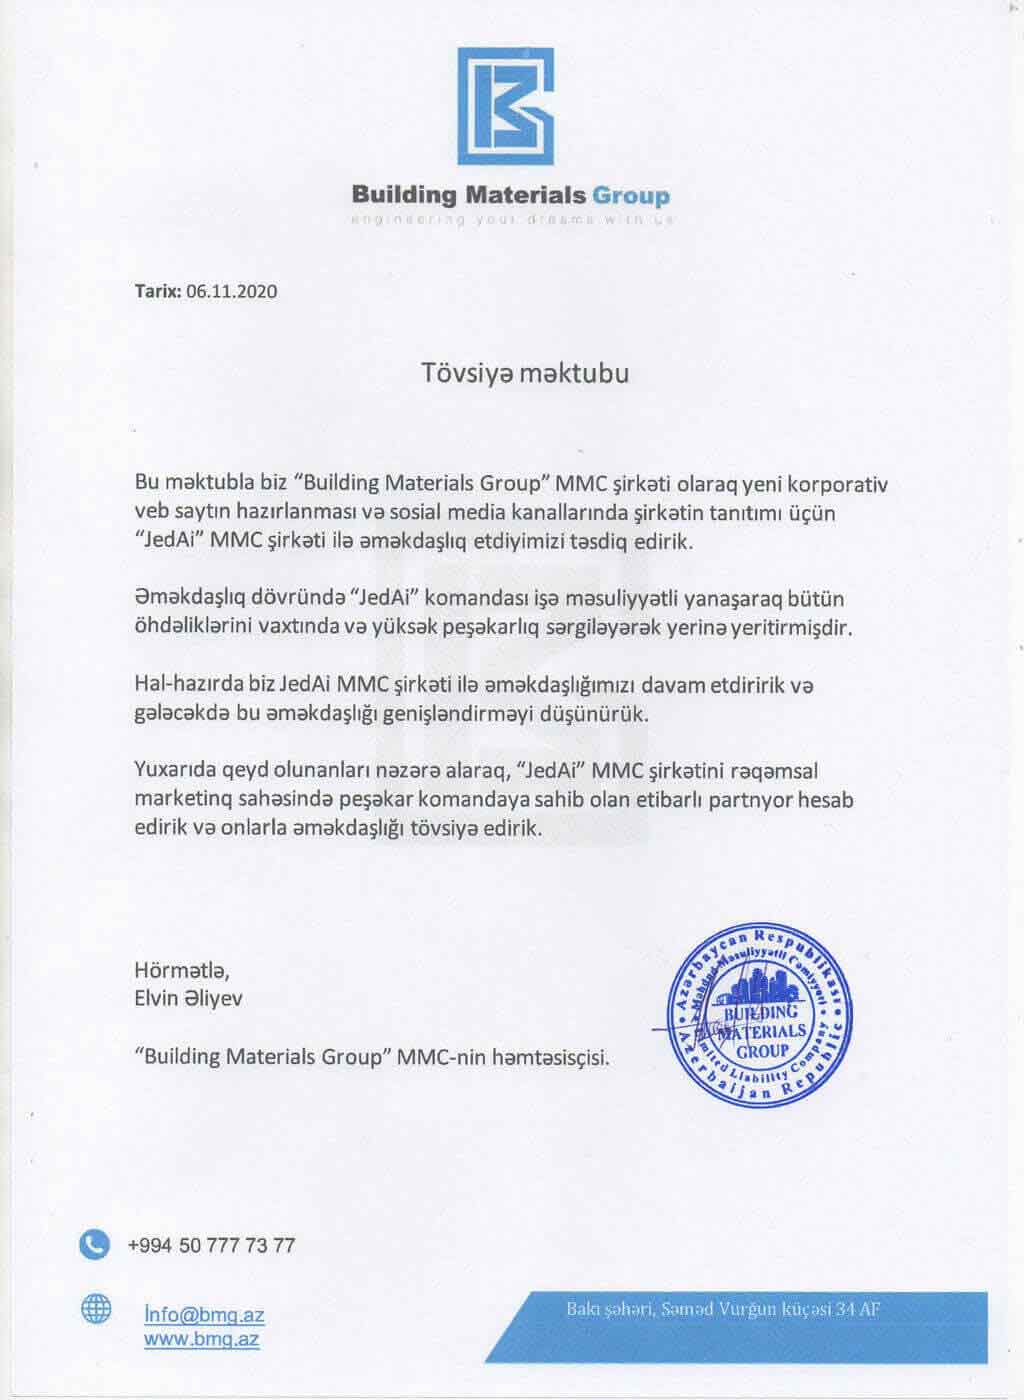 Building Materials Group
engineering your dreams with us
Tarix: 06.11.2020
Tövsiyə məktubu
Bu məktubla biz “Building Materials Group” MMC şirkəti olaraq yeni korporativ
veb saytın hazırlanması və sosial media kanallarında şirkətin tanıtımı üçün
“JedAi” MMC şirkəti ilə əməkdaşlıq etdiyimizi təsdiq edirik.
Əməkdaşlıq dövründə “JedAi” komandası işə məsuliyyətli yanaşaraq bütün
öhdəliklərini vaxtında və yüksək peşəkarlıq sərgiləyərək yerinə yeritirmişdir.
Hal-hazırda biz JedAi MMC şirkəti ilə əməkdaşlığımızı davam etdiririk və
gələcəkdə bu əməkdaşlığı genişləndirməyi düşünürük.
Yuxarıda qeyd olunanları nəzərə alaraq, “JedAi” MMC şirkətini rəqəmsal
marketinq sahəsində peşəkar komandaya sahib olan etibarlı partnyor hesab
edirik və onlarla əməkdaşlığı tövsiyə edirik.
Hörmətlə,
Elvin Əliyev
“Building Materials Group” MMC-nin həmtəsisçisi.
Azərbaycan Respublikası
Məhdud Məsuliyyətli Cəmiyyəti
BUILDING
MATERIALS
GROUP
Limited Liability Company
Azerbaijan Republic
+994 50 777 73 77
İnfo@bmg.az
www.bmg.az
Bakı şəhəri, Səməd Vurğun küçəsi 34 AF